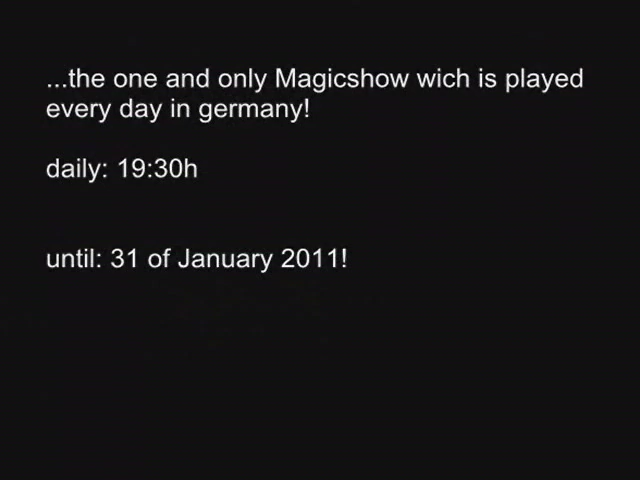 ...the one and only Magicshow wich is played
every day in germany!
daily: 19:30h
until: 31 of January 2011!